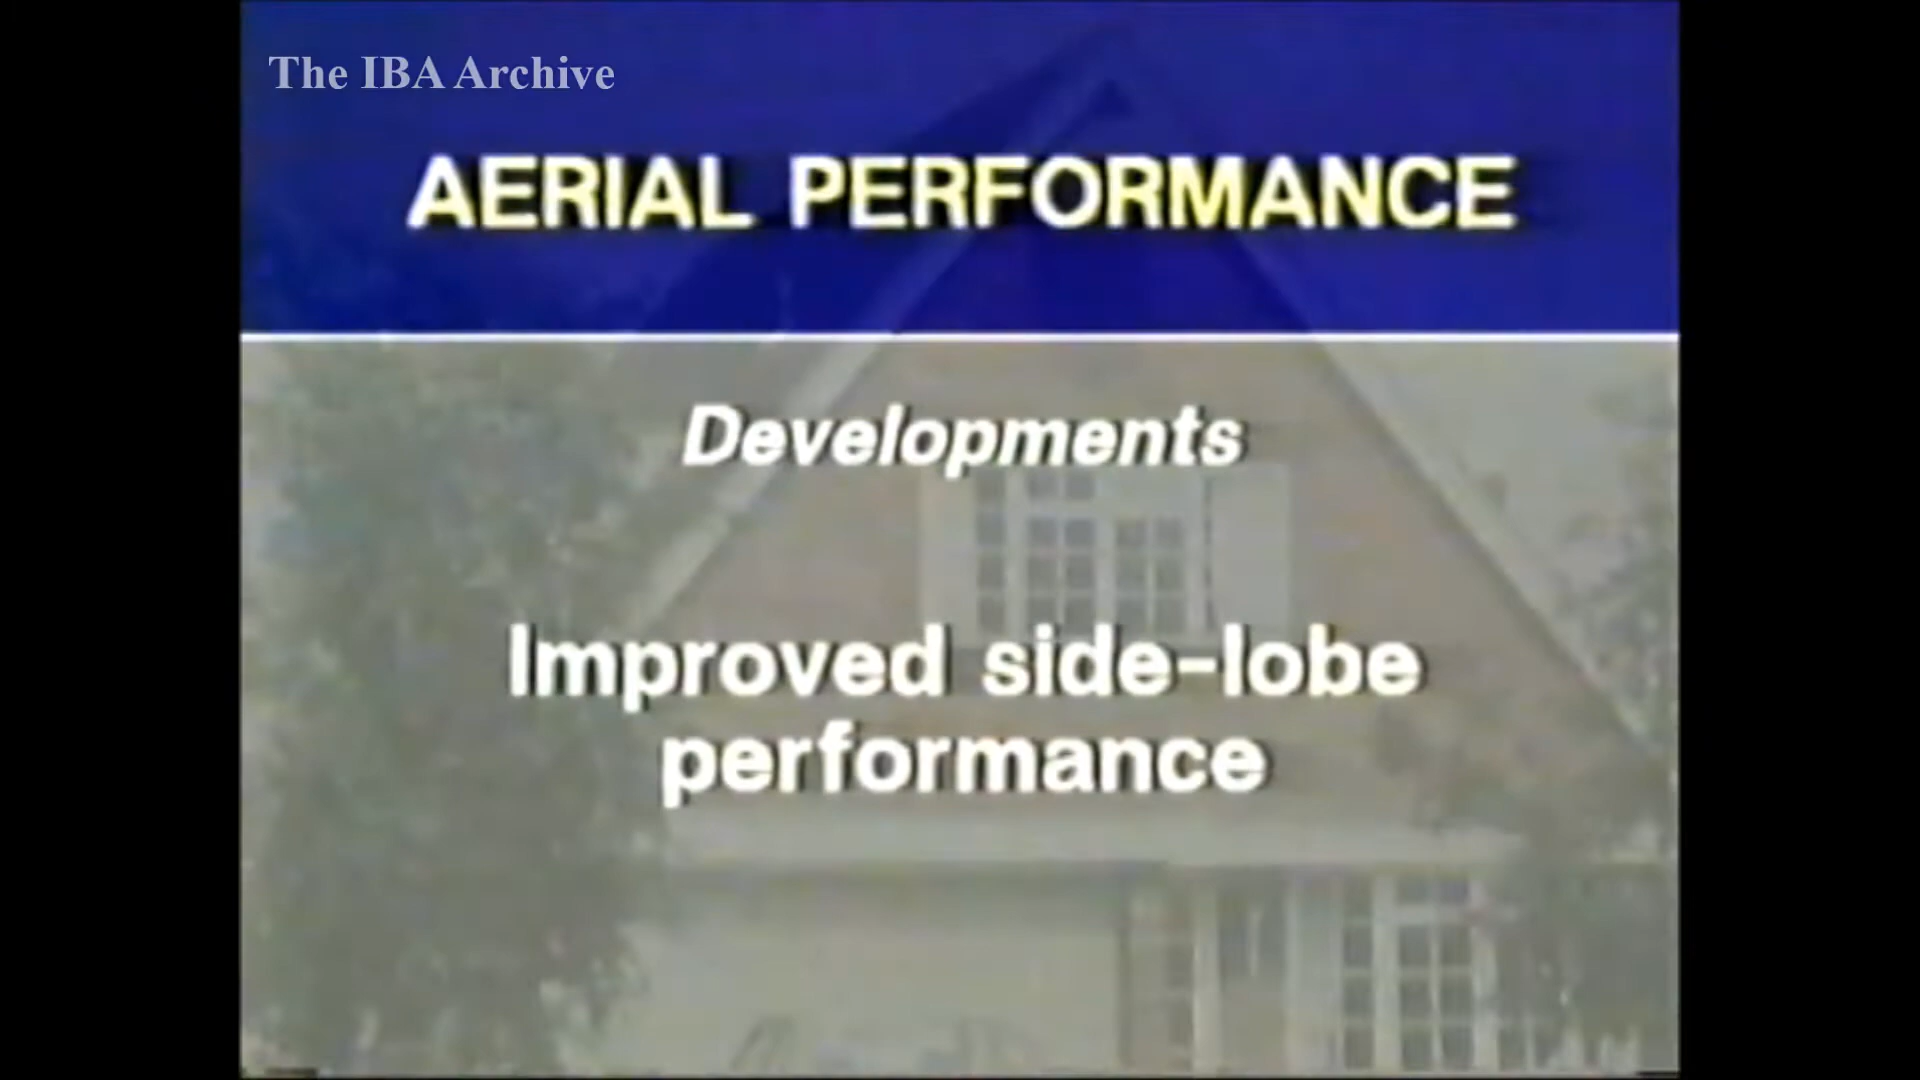 The IBA Archive
AERIAL PERFORMANCE
Developments
Improved side-lobe
performance